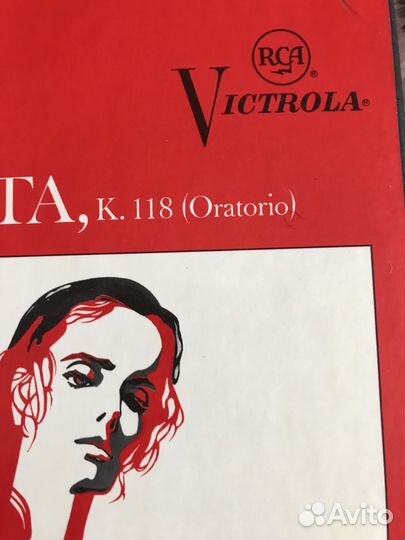 RCA
®
VICTROLA®
TA, K. 118 (Oratorio)
Avito